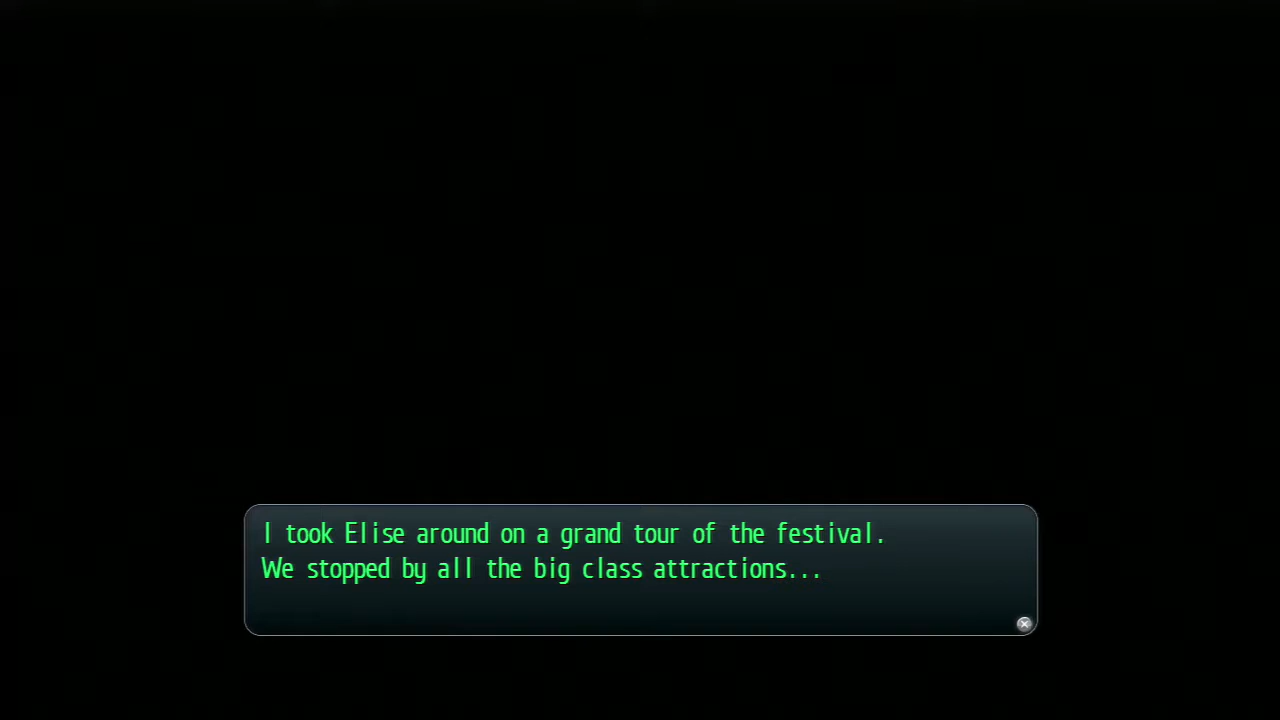 I took Elise around on a grand tour of the festival.
We stopped by all the big class attractions...